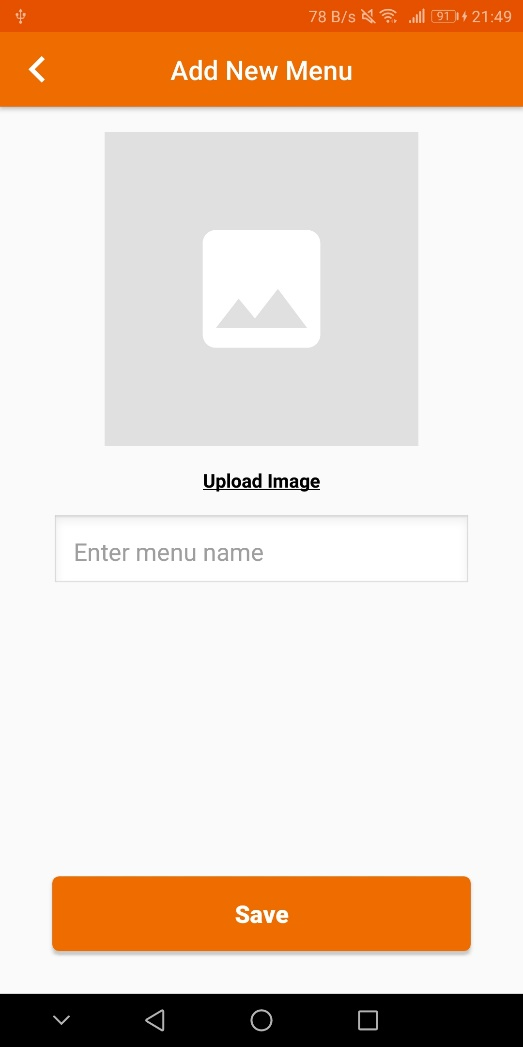 78 B/s 91 21:49
Add New Menu
Upload Image
Enter menu name
Save